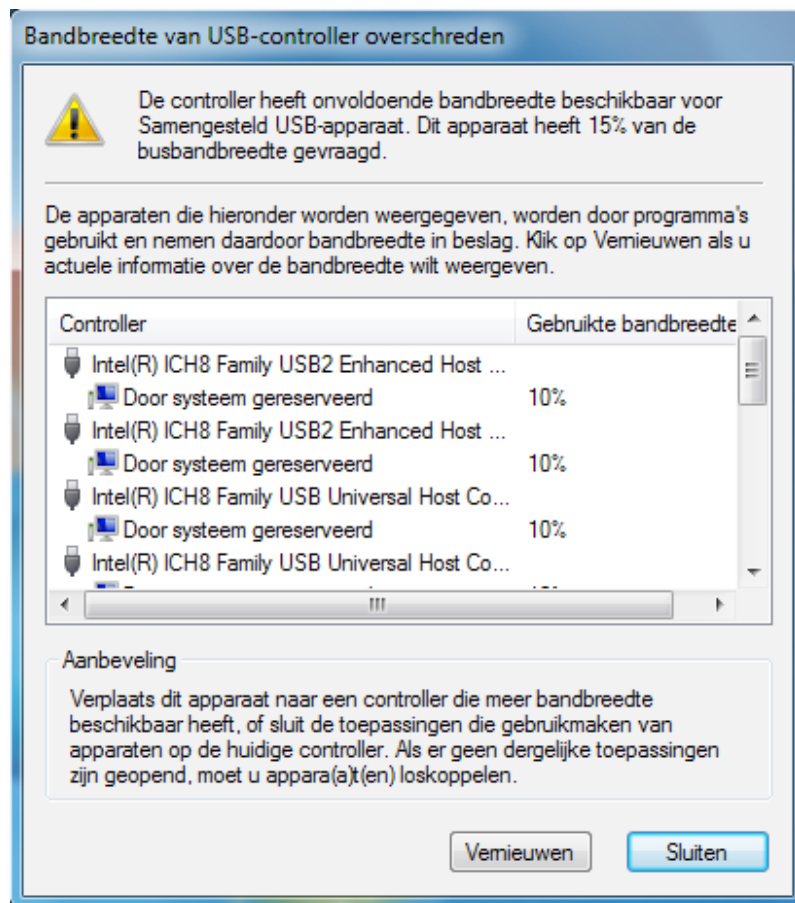 Bandbreedte van USB-controller overschreden
De controller heeft onvoldoende bandbreedte beschikbaar voor
Samengesteld USB-apparaat. Dit apparaat heeft 15% van de
busbandbreedte gevraagd.
De apparaten die hieronder worden weergegeven, worden door programma's
gebruikt en nemen daardoor bandbreedte in beslag. Klik op Vernieuwen als u
actuele informatie over de bandbreedte wilt weergeven.
Controller Gebruikte bandbreedte
Intel(R) ICH8 Family USB2 Enhanced Host ...
Door systeem gereserveerd 10%
Intel(R) ICH8 Family USB2 Enhanced Host ...
Door systeem gereserveerd 10%
Intel(R) ICH8 Family USB Universal Host Co...
Door systeem gereserveerd 10%
Intel(R) ICH8 Family USB Universal Host Co...
Aanbeveling
Verplaats dit apparaat naar een controller die meer bandbreedte
beschikbaar heeft, of sluit de toepassingen die gebruikmaken van
apparaten op de huidige controller. Als er geen dergelijke toepassingen
zijn geopend, moet u appara(a)t(en) loskoppelen.
Vernieuwen Sluiten